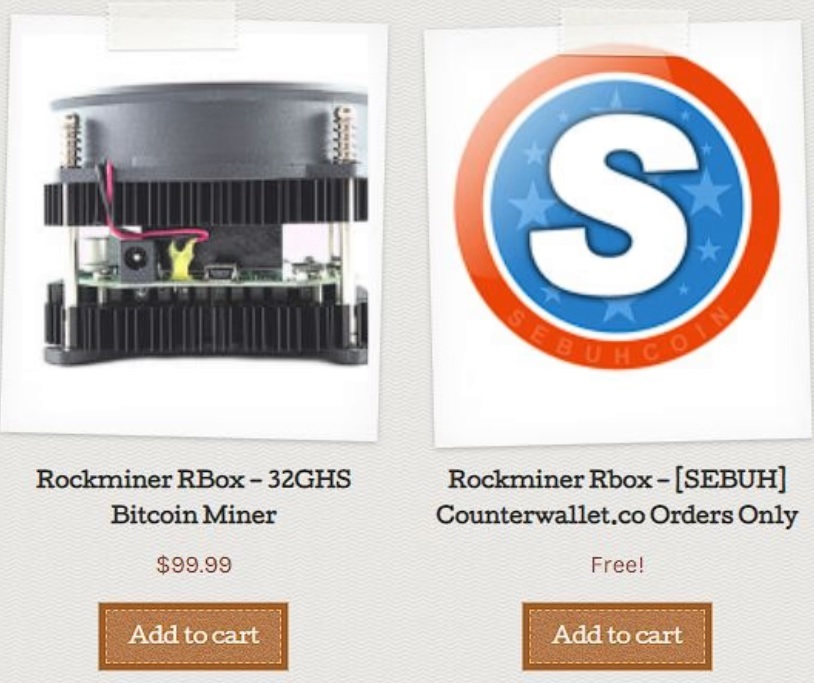 S
SEBUHCOIN
Rockminer RBox – 32GHS
Bitcoin Miner
$99.99
Add to cart
Rockminer Rbox – [SEBUH]
Counterwallet.co Orders Only
Free!
Add to cart